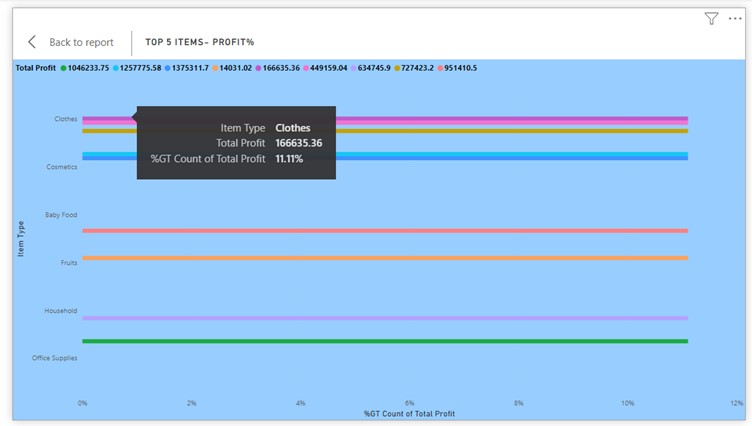 Back to report
TOP 5 ITEMS- PROFIT%
Total Profit 1046233.75 1257775.58 1375311.7 14031.02 166635.36 449159.04 634745.9 727423.2 951410.5
Clothes
Item Type Clothes
Total Profit 166635.36
%GT Count of Total Profit 11.11%
Cosmetics
Baby Food
Item Type
Fruits
Household
Office Supplies
0% 2% 4% 6% 8% 10% 12%
%GT Count of Total Profit